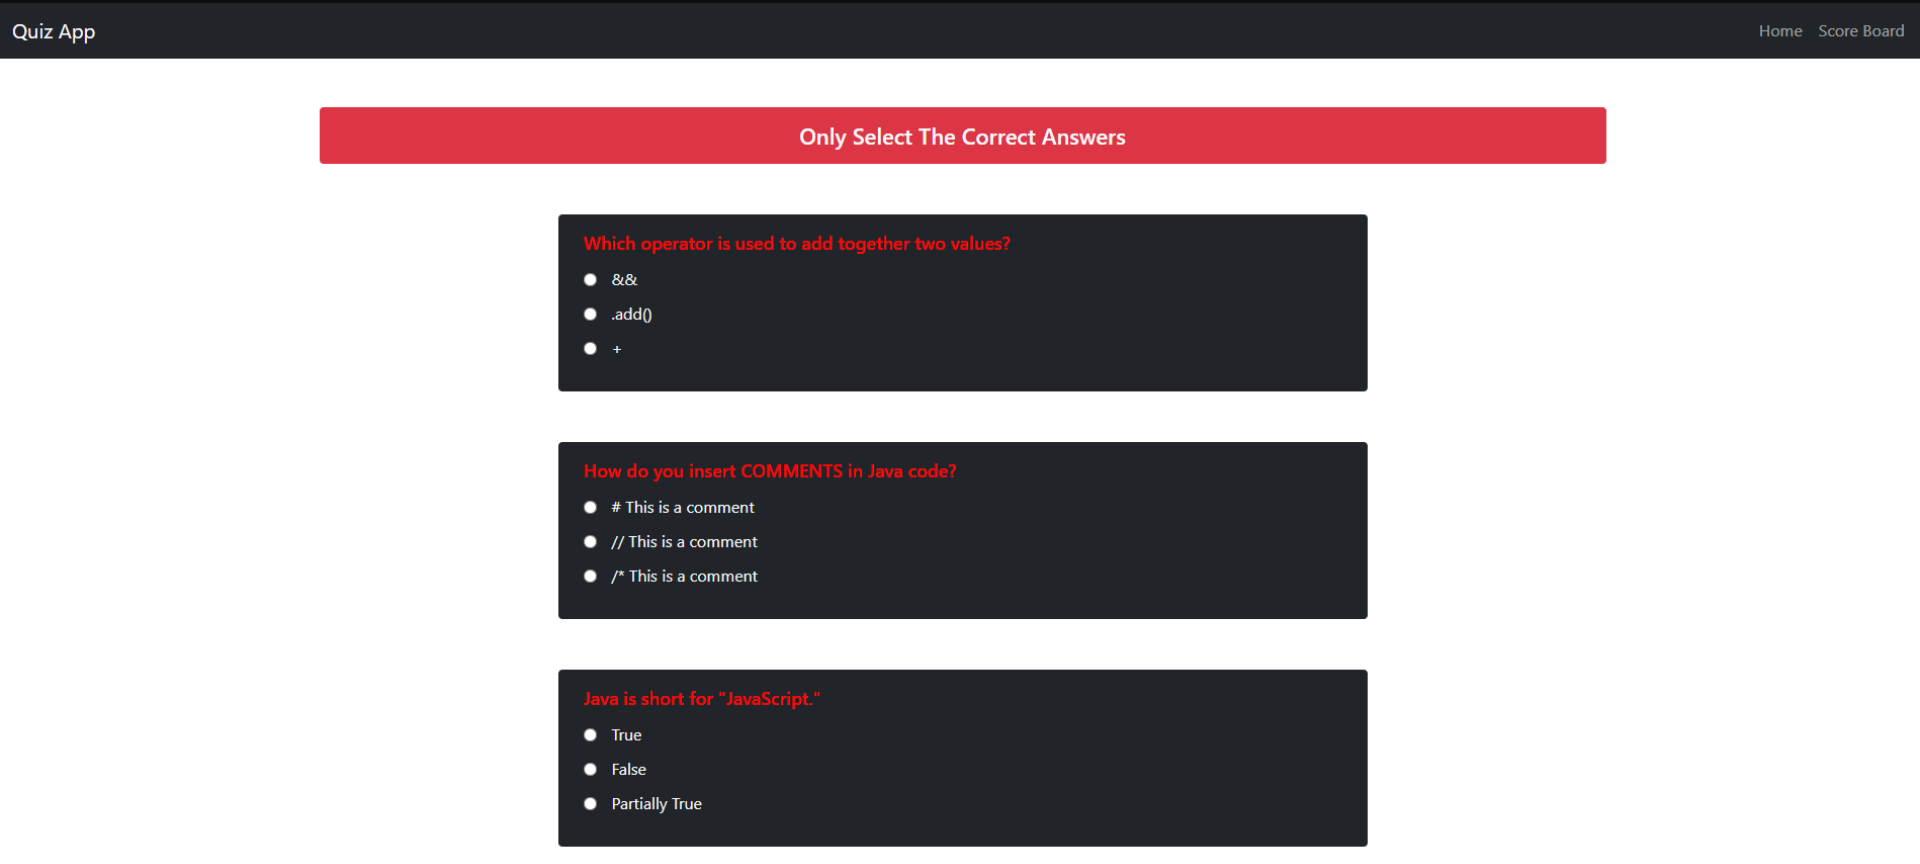 Quiz App
Home Score Board
Only Select The Correct Answers
Which operator is used to add together two values?
&&
.add()
+
How do you insert COMMENTS in Java code?
# This is a comment
// This is a comment
/* This is a comment
Java is short for "JavaScript."
True
False
Partially True